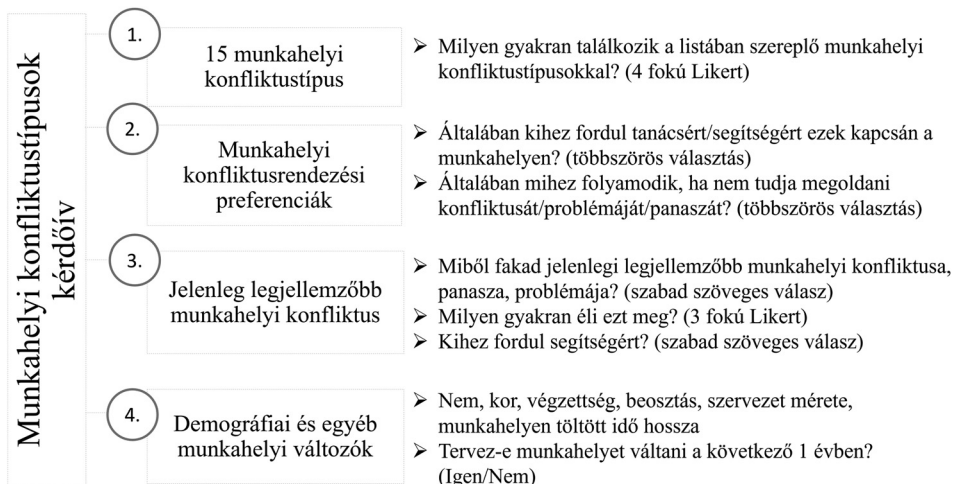 Munkahelyi konfliktustípusok
kérdőív
1.
15 munkahelyi
konfliktustípus
➢ Milyen gyakran találkozik a listában szereplő munkahelyi
konfliktustípusokkal? (4 fokú Likert)
2.
Munkahelyi
konfliktusrendezési
preferenciák
➢ Általában kihez fordul tanácsért/segítségért ezek kapcsán a
munkahelyen? (többszörös választás)
➢ Általában mihez folyamodik, ha nem tudja megoldani
konfliktusát/problémáját/panaszát? (többszörös választás)
3.
Jelenleg legjellemzőbb
munkahelyi konfliktus
➢ Miből fakad jelenlegi legjellemzőbb munkahelyi konfliktusa,
panasza, problémája? (szabad szöveges válasz)
➢ Milyen gyakran éli ezt meg? (3 fokú Likert)
➢ Kihez fordul segítségért? (szabad szöveges válasz)
4.
Demográfiai és egyéb
munkahelyi változók
➢ Nem, kor, végzettség, beosztás, szervezet mérete,
munkahelyen töltött idő hossza
➢ Tervez-e munkahelyet váltani a következő 1 évben?
(Igen/Nem)